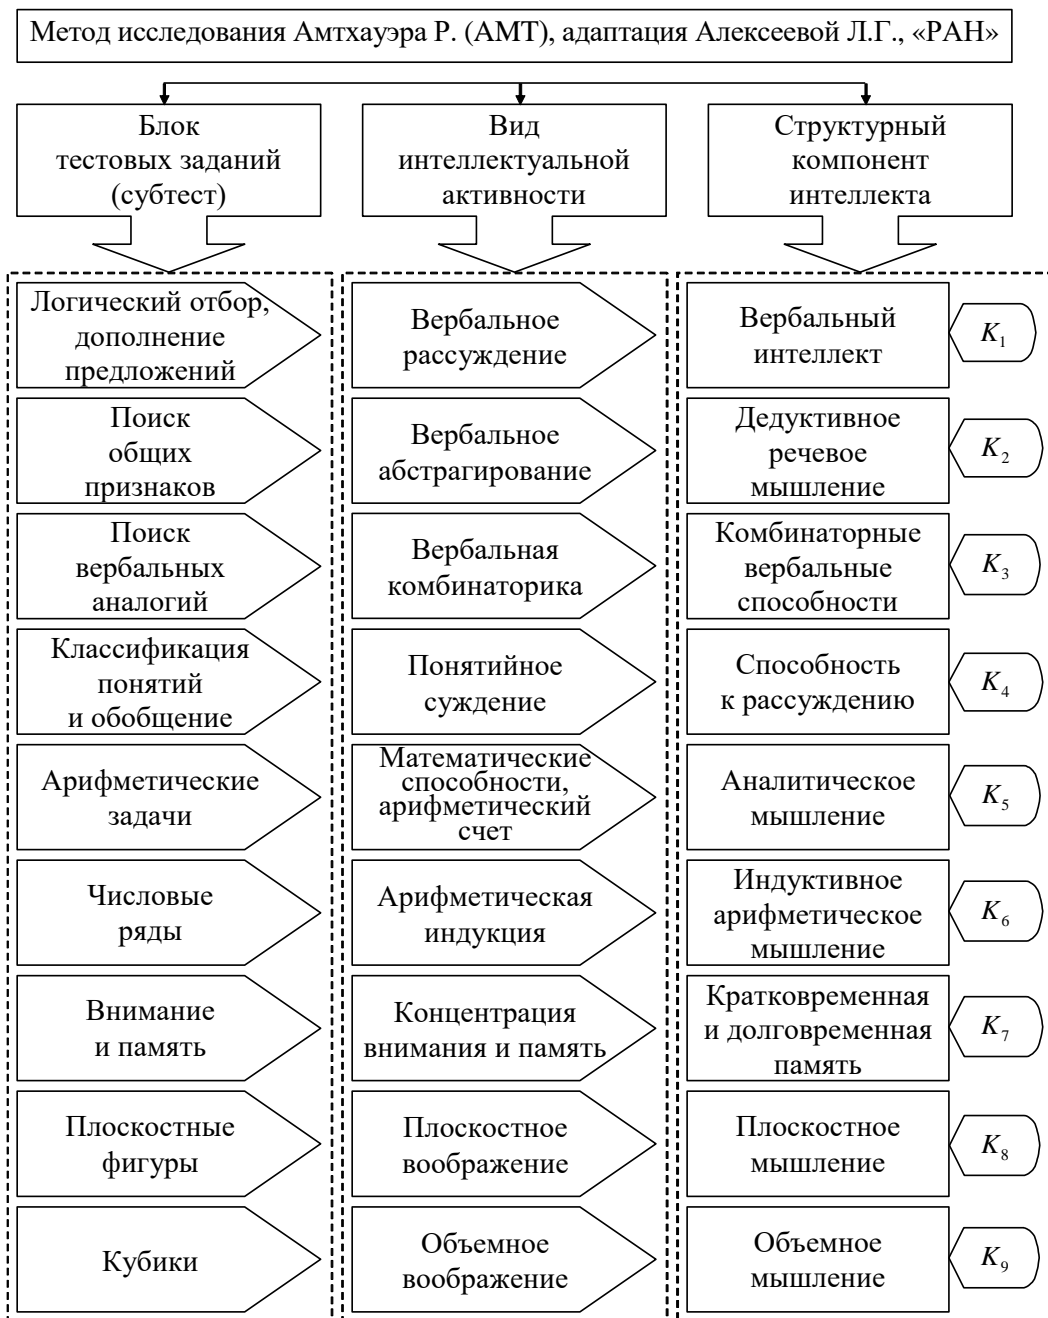 Метод исследования Амтхауэра Р. (АМТ), адаптация Алексеевой Л.Г., «РАН»
Блок
тестовых заданий
(субтест)
Вид
интеллектуальной
активности
Структурный
компонент
интеллекта
Логический отбор,
дополнение
предложений
Вербальное
рассуждение
Вербальный
интеллект
K1
Поиск
общих
признаков
Вербальное
абстрагирование
Дедуктивное
речевое
мышление
K2
Поиск
вербальных
аналогий
Вербальная
комбинаторика
Комбинаторные
вербальные
способности
K3
Классификация
понятий
и обобщение
Понятийное
суждение
Способность
к рассуждению
K4
Арифметические
задачи
Математические
способности,
арифметический
счет
Аналитическое
мышление
K5
Числовые
ряды
Арифметическая
индукция
Индуктивное
арифметическое
мышление
K6
Внимание
и память
Концентрация
внимания и память
Кратковременная
и долговременная
память
K7
Плоскостные
фигуры
Плоскостное
воображение
Плоскостное
мышление
K8
Кубики
Объемное
воображение
Объемное
мышление
K9